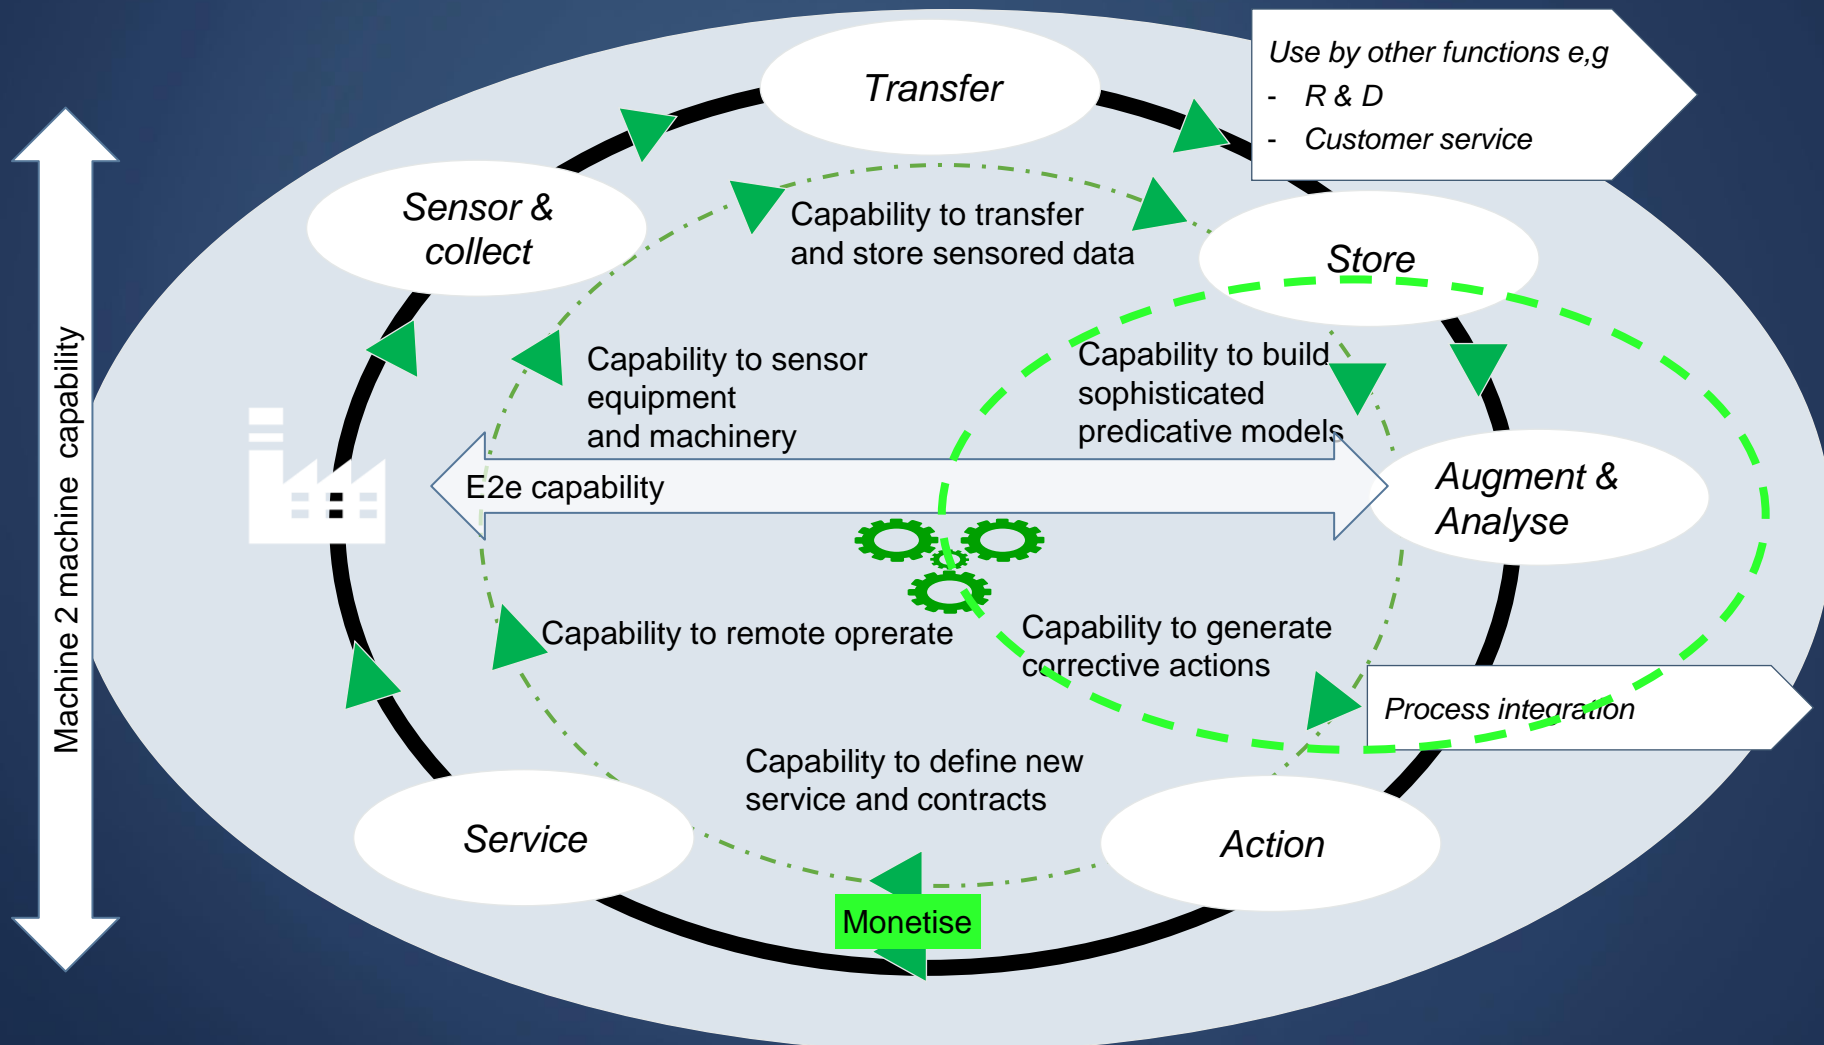 Transfer
Use by other functions e,g
- R & D
- Customer service
Sensor &
collect
Capability to transfer
and store sensored data
Store
Machine 2 machine capability
Capability to sensor
equipment
and machinery
Capability to build
sophisticated
predicative models
E2e capability
Augment &
Analyse
Capability to remote oprerate
Capability to generate
corrective actions
Process integration
Capability to define new
service and contracts
Service
Action
Monetise